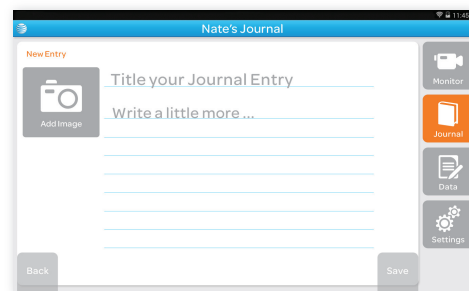 11:45
Nate's Journal
New Entry
Title your Journal Entry
Write a little more ...
Add Image
Back
Save
Monitor
Journal
Data
Settings